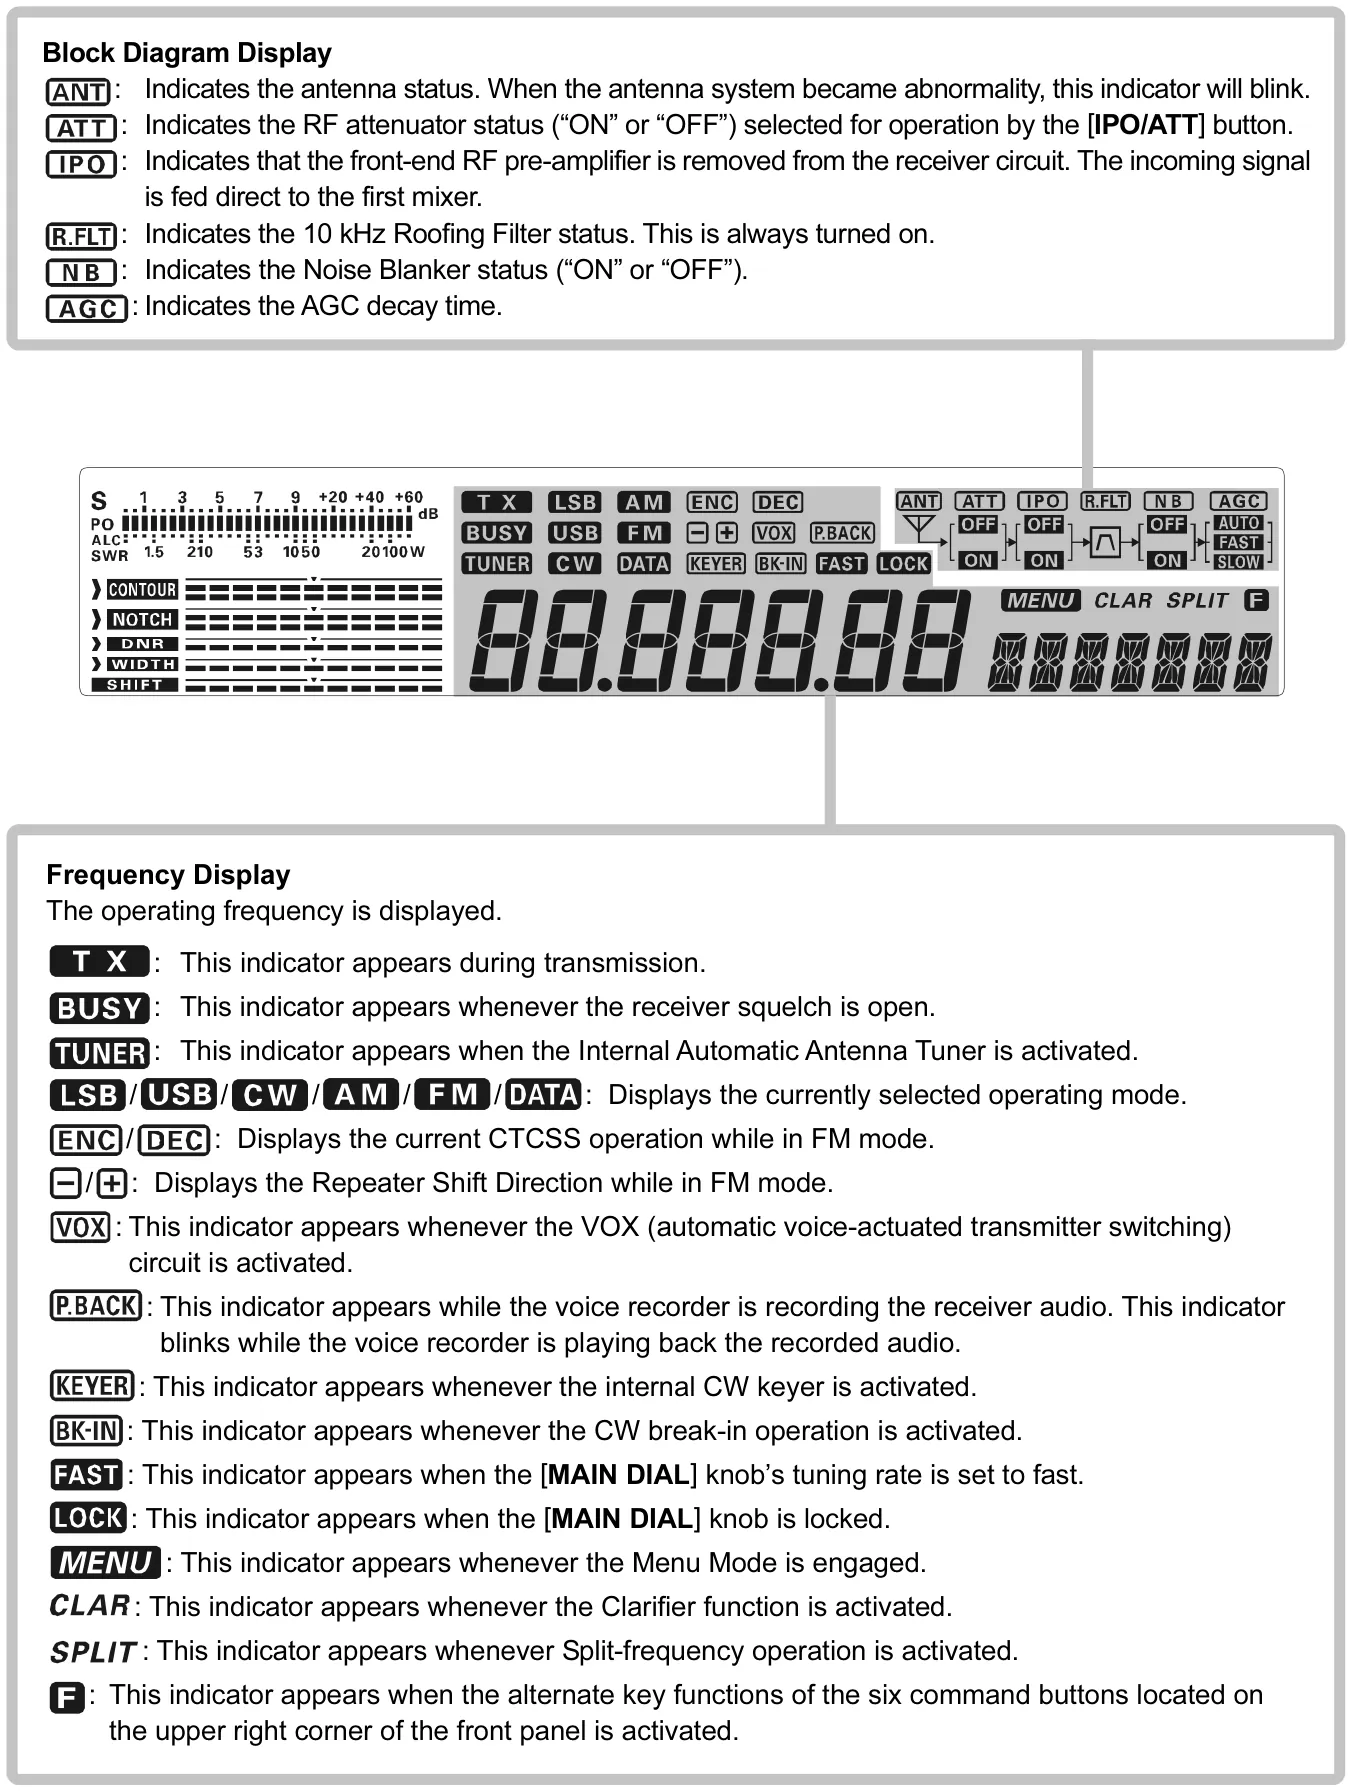 Block Diagram Display
ANT: Indicates the antenna status. When the antenna system became abnormality, this indicator will blink.
ATT: Indicates the RF attenuator status (“ON” or “OFF”) selected for operation by the [IPO/ATT] button.
IPO: Indicates that the front-end RF pre-amplifier is removed from the receiver circuit. The incoming signal
is fed direct to the first mixer.
R.FLT: Indicates the 10 kHz Roofing Filter status. This is always turned on.
NB: Indicates the Noise Blanker status (“ON” or “OFF”).
AGC: Indicates the AGC decay time.
S 1 3 5 7 9 +20 +40 +60 dB
PO
ALC
SWR 1.5 210 53 1050 20100 W
CONTOUR
NOTCH
DNR
WIDTH
SHIFT
TX LSB AM ENC DEC
BUSY USB FM − + VOX P.BACK
TUNER CW DATA KEYER BK-IN FAST LOCK
ANT ATT IPO R.FLT NB AGC
OFF OFF OFF AUTO
FAST
ON ON ON SLOW
MENU CLAR SPLIT F
88.888.88
Frequency Display
The operating frequency is displayed.
TX: This indicator appears during transmission.
BUSY: This indicator appears whenever the receiver squelch is open.
TUNER: This indicator appears when the Internal Automatic Antenna Tuner is activated.
LSB/USB/CW/AM/FM/DATA: Displays the currently selected operating mode.
ENC/DEC: Displays the current CTCSS operation while in FM mode.
−/+: Displays the Repeater Shift Direction while in FM mode.
VOX: This indicator appears whenever the VOX (automatic voice-actuated transmitter switching)
circuit is activated.
P.BACK: This indicator appears while the voice recorder is recording the receiver audio. This indicator
blinks while the voice recorder is playing back the recorded audio.
KEYER: This indicator appears whenever the internal CW keyer is activated.
BK-IN: This indicator appears whenever the CW break-in operation is activated.
FAST: This indicator appears when the [MAIN DIAL] knob’s tuning rate is set to fast.
LOCK: This indicator appears when the [MAIN DIAL] knob is locked.
MENU: This indicator appears whenever the Menu Mode is engaged.
CLAR: This indicator appears whenever the Clarifier function is activated.
SPLIT: This indicator appears whenever Split-frequency operation is activated.
F: This indicator appears when the alternate key functions of the six command buttons located on
the upper right corner of the front panel is activated.